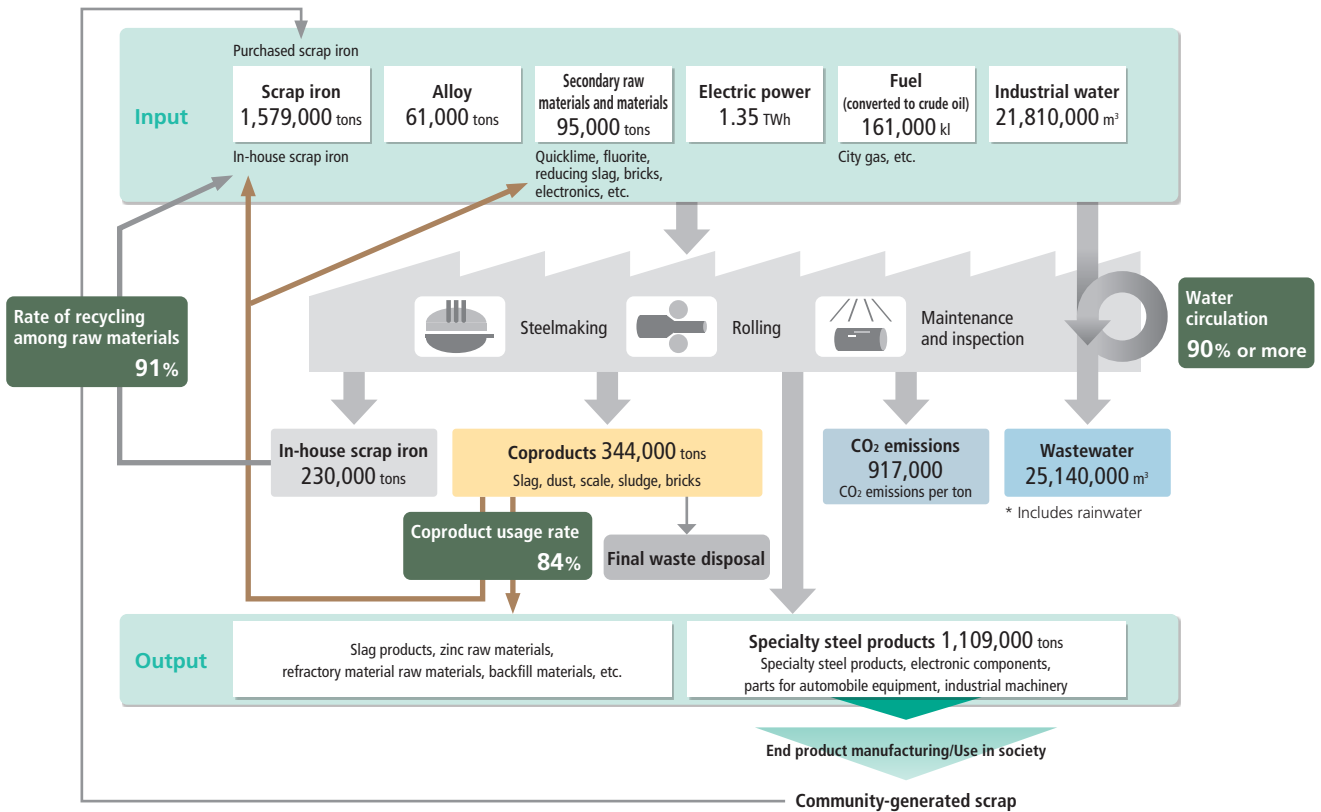 Purchased scrap iron
Input
Scrap iron
1,579,000 tons
Alloy
61,000 tons
Secondary raw
materials and materials
95,000 tons
Electric power
1.35 TWh
Fuel
(converted to crude oil)
161,000 kl
Industrial water
21,810,000 m³
In-house scrap iron
Quicklime, fluorite,
reducing slag, bricks,
electronics, etc.
City gas, etc.
Rate of recycling
among raw materials
91%
Steelmaking
Rolling
Maintenance
and inspection
Water
circulation
90% or more
In-house scrap iron
230,000 tons
Coproducts 344,000 tons
Slag, dust, scale, sludge, bricks
CO₂ emissions
917,000
CO₂ emissions per ton
Wastewater
25,140,000 m³
* Includes rainwater
Coproduct usage rate
84%
Final waste disposal
Output
Slag products, zinc raw materials,
refractory material raw materials, backfill materials, etc.
Specialty steel products 1,109,000 tons
Specialty steel products, electronic components,
parts for automobile equipment, industrial machinery
End product manufacturing/Use in society
Community-generated scrap